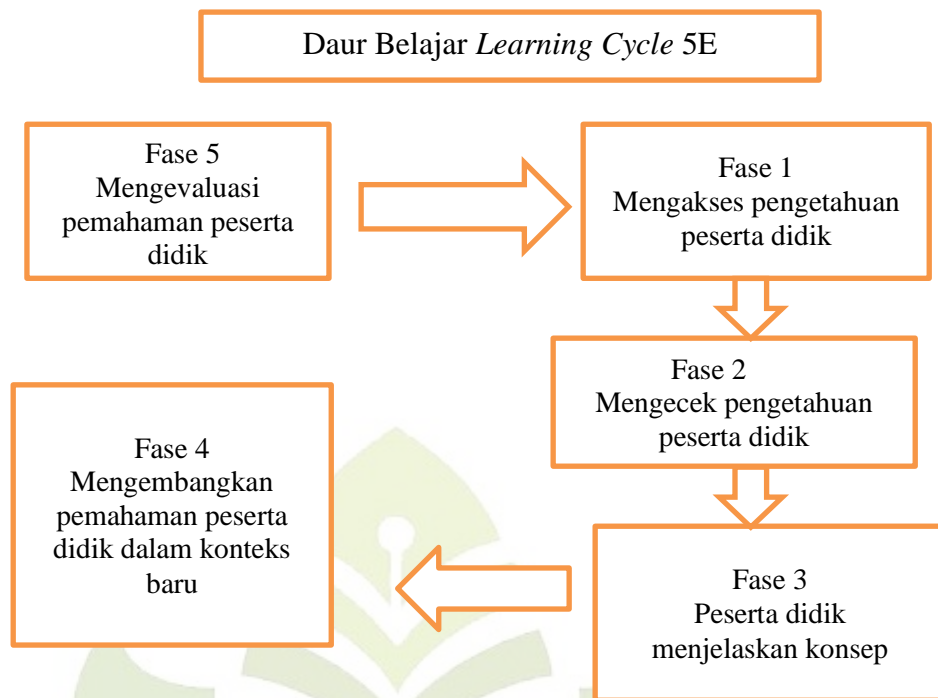 Daur Belajar Learning Cycle 5E
Fase 5
Mengevaluasi
pemahaman peserta
didik
Fase 1
Mengakses pengetahuan
peserta didik
Fase 2
Mengecek pengetahuan
peserta didik
Fase 4
Mengembangkan
pemahaman peserta
didik dalam konteks
baru
Fase 3
Peserta didik
menjelaskan konsep